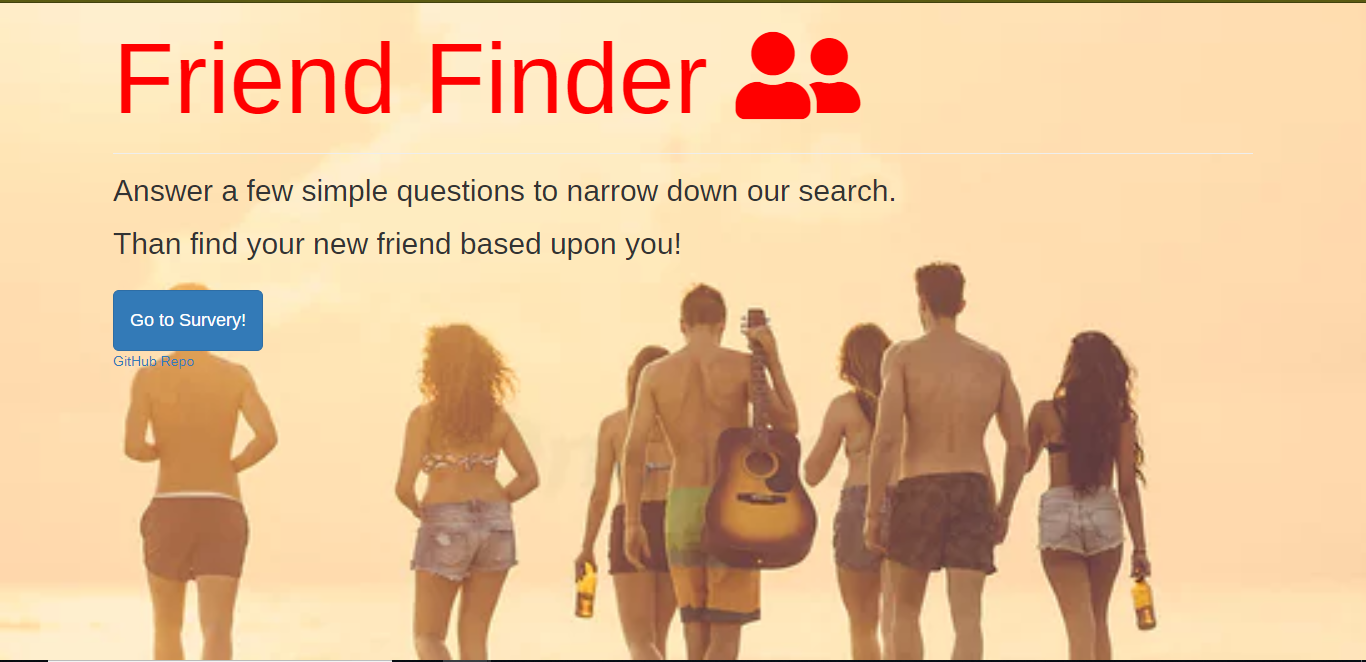 Friend Finder
Answer a few simple questions to narrow down our search.
Than find your new friend based upon you!
Go to Survery!
GitHub Repo